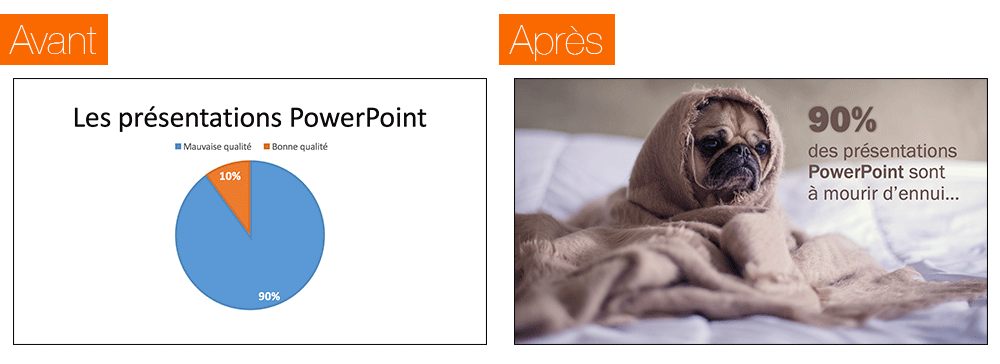 Avant
Après
Les présentations PowerPoint
Mauvaise qualité Bonne qualité
10%
90%
90%
des présentations
PowerPoint sont
à mourir d'ennui...